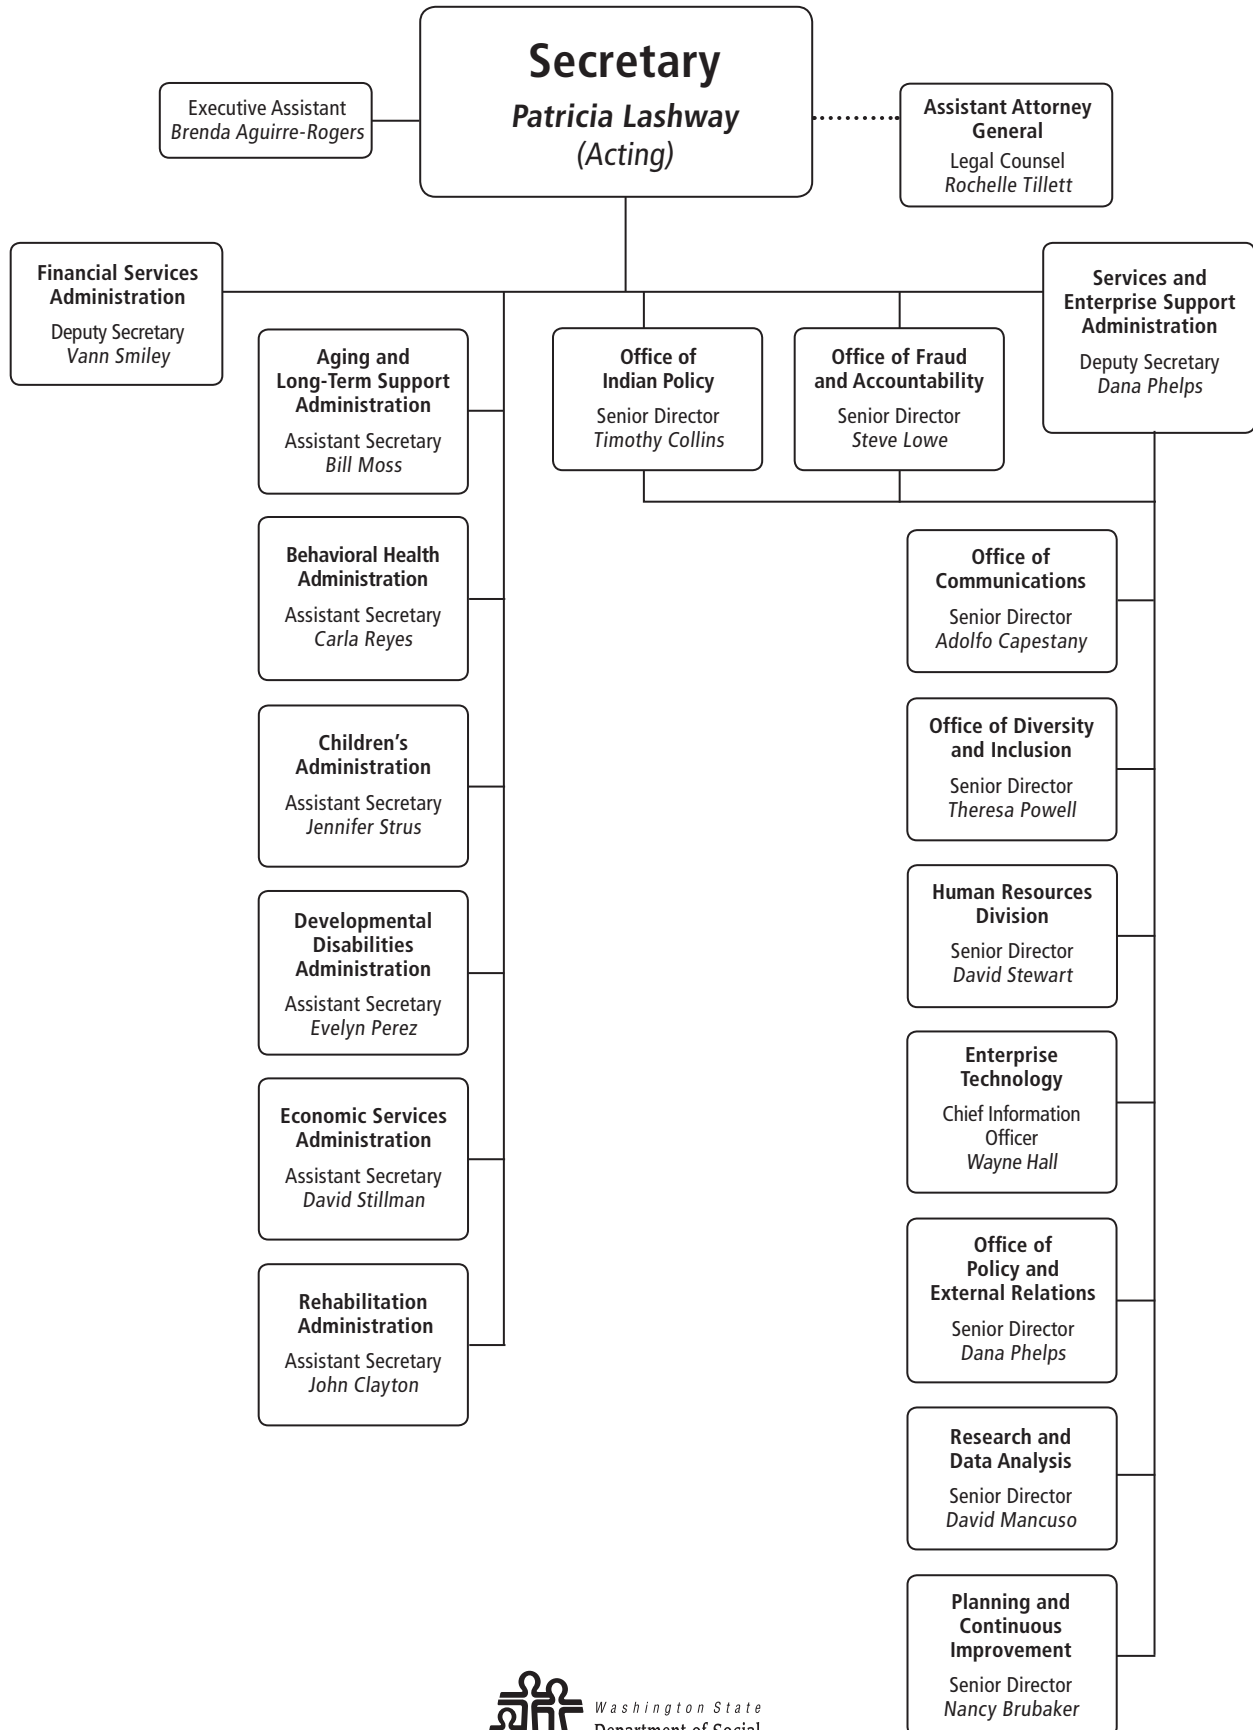 Secretary
Patricia Lashway
(Acting)
Executive Assistant
Brenda Aguirre-Rogers
Assistant Attorney
General
Legal Counsel
Rochelle Tillett
Financial Services
Administration
Deputy Secretary
Vann Smiley
Services and
Enterprise Support
Administration
Deputy Secretary
Dana Phelps
Aging and
Long-Term Support
Administration
Assistant Secretary
Bill Moss
Office of
Indian Policy
Senior Director
Timothy Collins
Office of Fraud
and Accountability
Senior Director
Steve Lowe
Behavioral Health
Administration
Assistant Secretary
Carla Reyes
Children's
Administration
Assistant Secretary
Jennifer Strus
Developmental
Disabilities
Administration
Assistant Secretary
Evelyn Perez
Economic Services
Administration
Assistant Secretary
David Stillman
Rehabilitation
Administration
Assistant Secretary
John Clayton
Office of
Communications
Senior Director
Adolfo Capestany
Office of Diversity
and Inclusion
Senior Director
Theresa Powell
Human Resources
Division
Senior Director
David Stewart
Enterprise
Technology
Chief Information
Officer
Wayne Hall
Office of
Policy and
External Relations
Senior Director
Dana Phelps
Research and
Data Analysis
Senior Director
David Mancuso
Planning and
Continuous
Improvement
Senior Director
Nancy Brubaker
Washington State
Department of Social